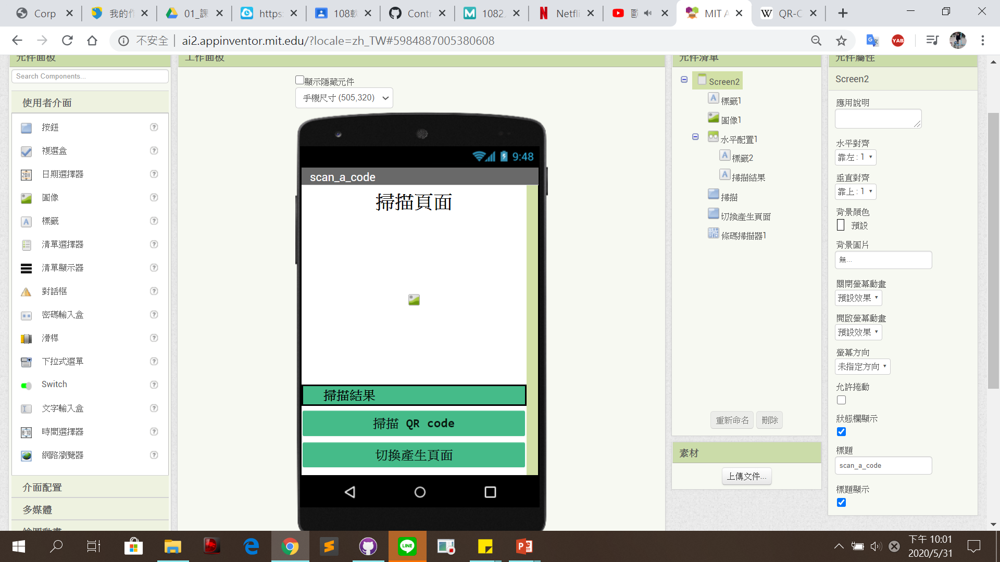 Corp
我的作
01_課
https:
108軟
Contr
1082
Netfli
MIT A
QR-C
不安全
ai2.appinventor.mit.edu/?locale=zh_TW#5984887005380608
YAB
元件面板
Search Components...
使用者介面
按鈕
複選盒
日期選擇器
圖像
標籤
清單選擇器
清單顯示器
對話框
密碼輸入盒
滑桿
下拉式選單
Switch
文字輸入盒
時間選擇器
網路瀏覽器
介面配置
多媒體
繪圖動畫
工作面板
顯示隱藏元件
手機尺寸 (505,320)
9:48
scan_a_code
掃描頁面
掃描結果
掃描 QR code
切換產生頁面
元件清單
Screen2
標籤1
圖像1
水平配置1
標籤2
掃描結果
掃描
切換產生頁面
條碼掃描器1
重新命名
刪除
素材
上傳文件...
元件屬性
Screen2
應用說明
水平對齊
靠左 : 1
垂直對齊
靠上 : 1
背景顏色
預設
背景圖片
無...
關閉螢幕動畫
預設效果
開啟螢幕動畫
預設效果
螢幕方向
未指定方向
允許捲動
狀態欄顯示
標題
scan_a_code
標題顯示
LINE
下午 10:01
2020/5/31